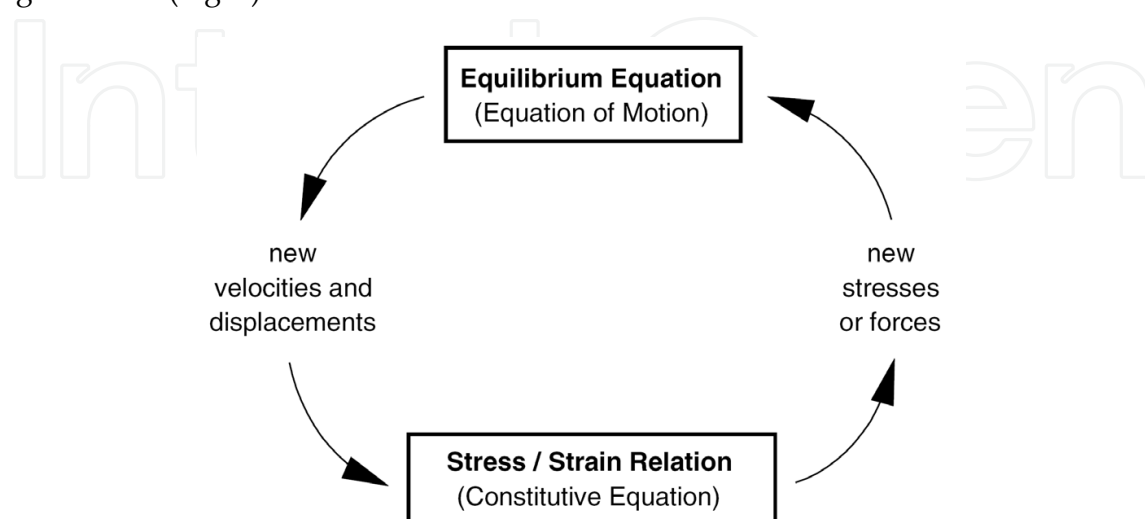 Equilibrium Equation
(Equation of Motion)
new
velocities and
displacements
new
stresses
or forces
Stress / Strain Relation
(Constitutive Equation)